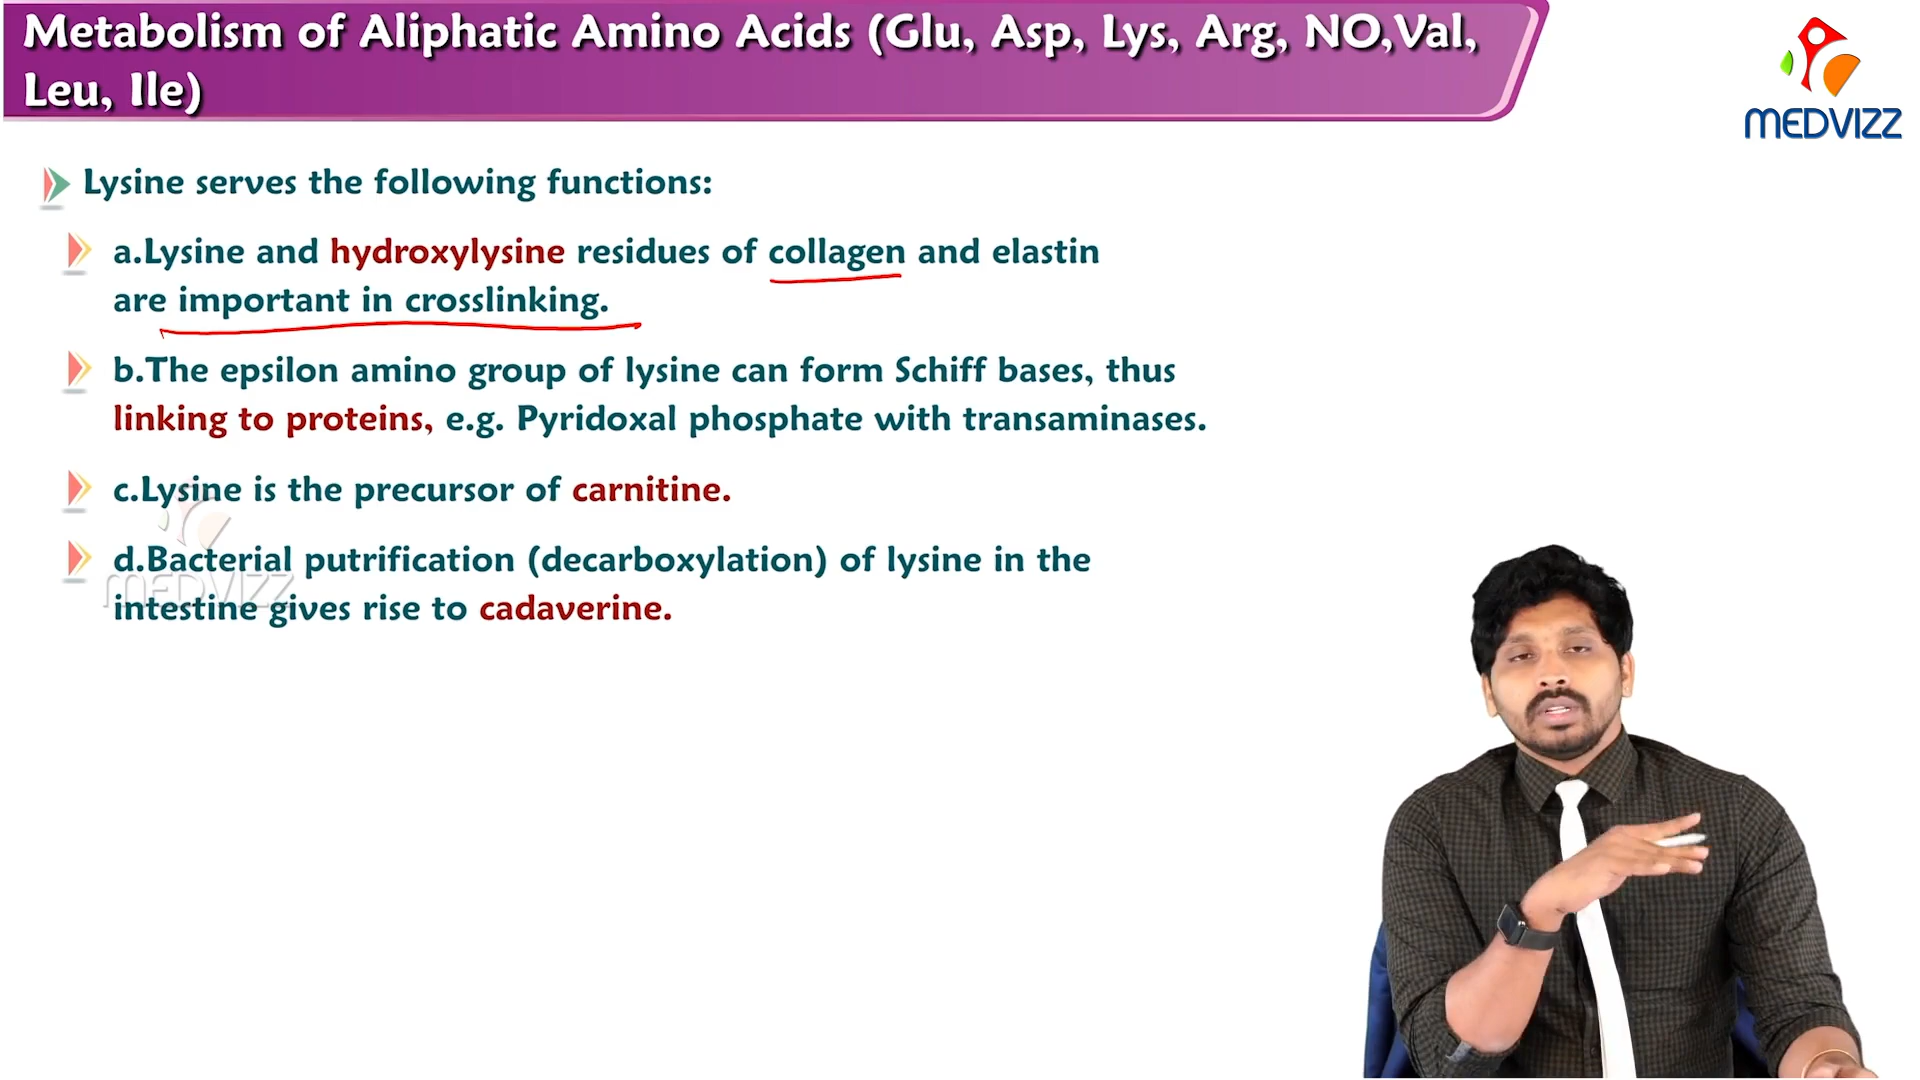 Metabolism of Aliphatic Amino Acids (Glu, Asp, Lys, Arg, NO,Val,
Leu, Ile)
MEDVIZZ
Lysine serves the following functions:
a.Lysine and hydroxylysine residues of collagen and elastin
are important in crosslinking.
b.The epsilon amino group of lysine can form Schiff bases, thus
linking to proteins, e.g. Pyridoxal phosphate with transaminases.
c.Lysine is the precursor of carnitine.
d.Bacterial putrification (decarboxylation) of lysine in the
MEDVIZZ
intestine gives rise to cadaverine.